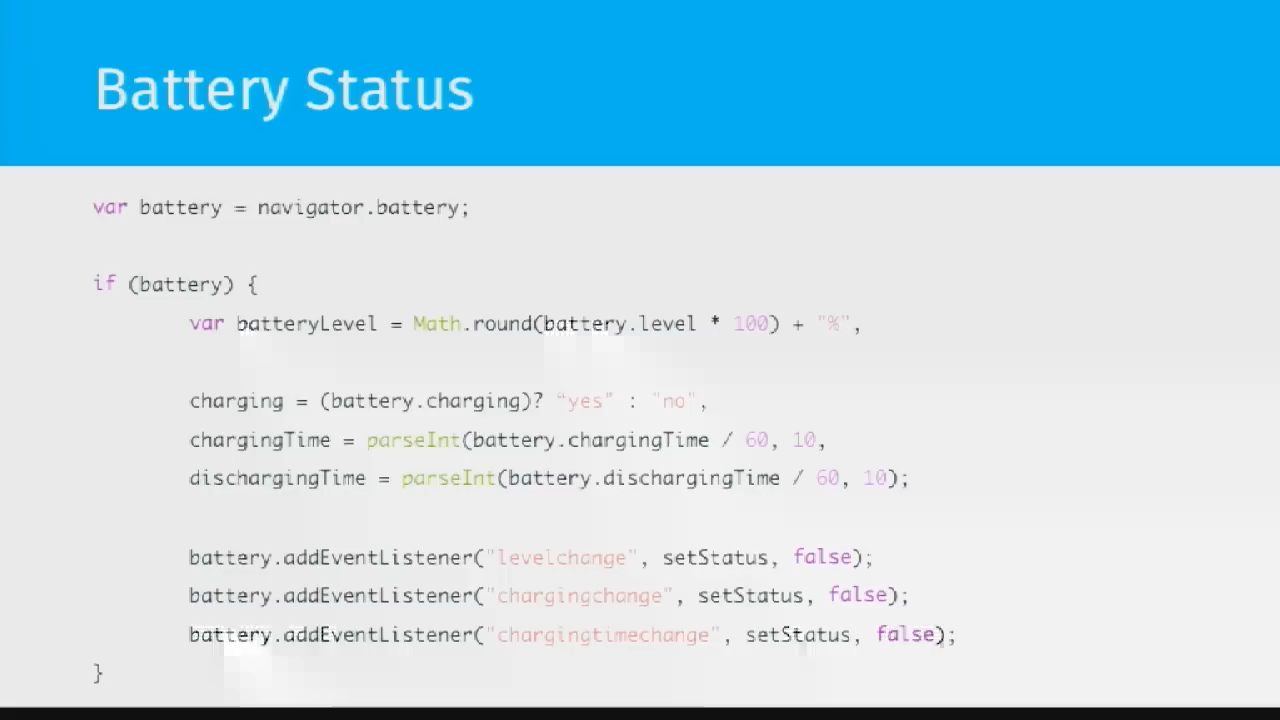 Battery Status
var battery = navigator.battery;
if (battery) {
var batteryLevel = Math.round(battery.level * 100) + "%",
charging = (battery.charging)? “yes” : "no",
chargingTime = parseInt(battery.chargingTime / 60, 10,
dischargingTime = parseInt(battery.dischargingTime / 60, 10);
battery.addEventListener("levelchange", setStatus, false);
battery.addEventListener("chargingchange", setStatus, false);
battery.addEventListener("chargingtimechange", setStatus, false);
}